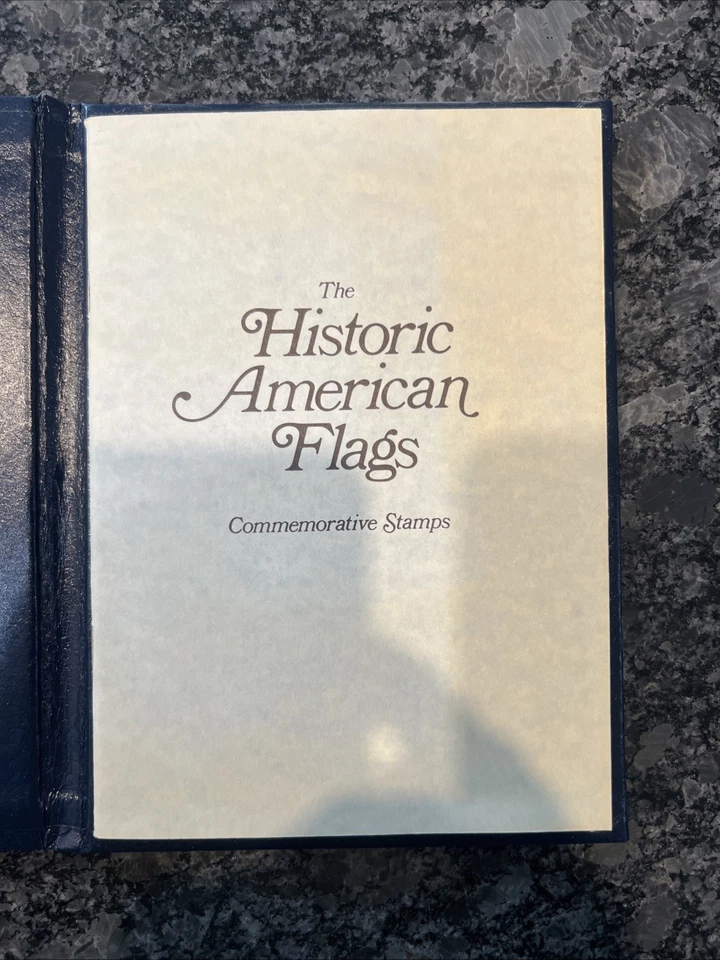 The
Historic
American
Flags
Commemorative Stamps